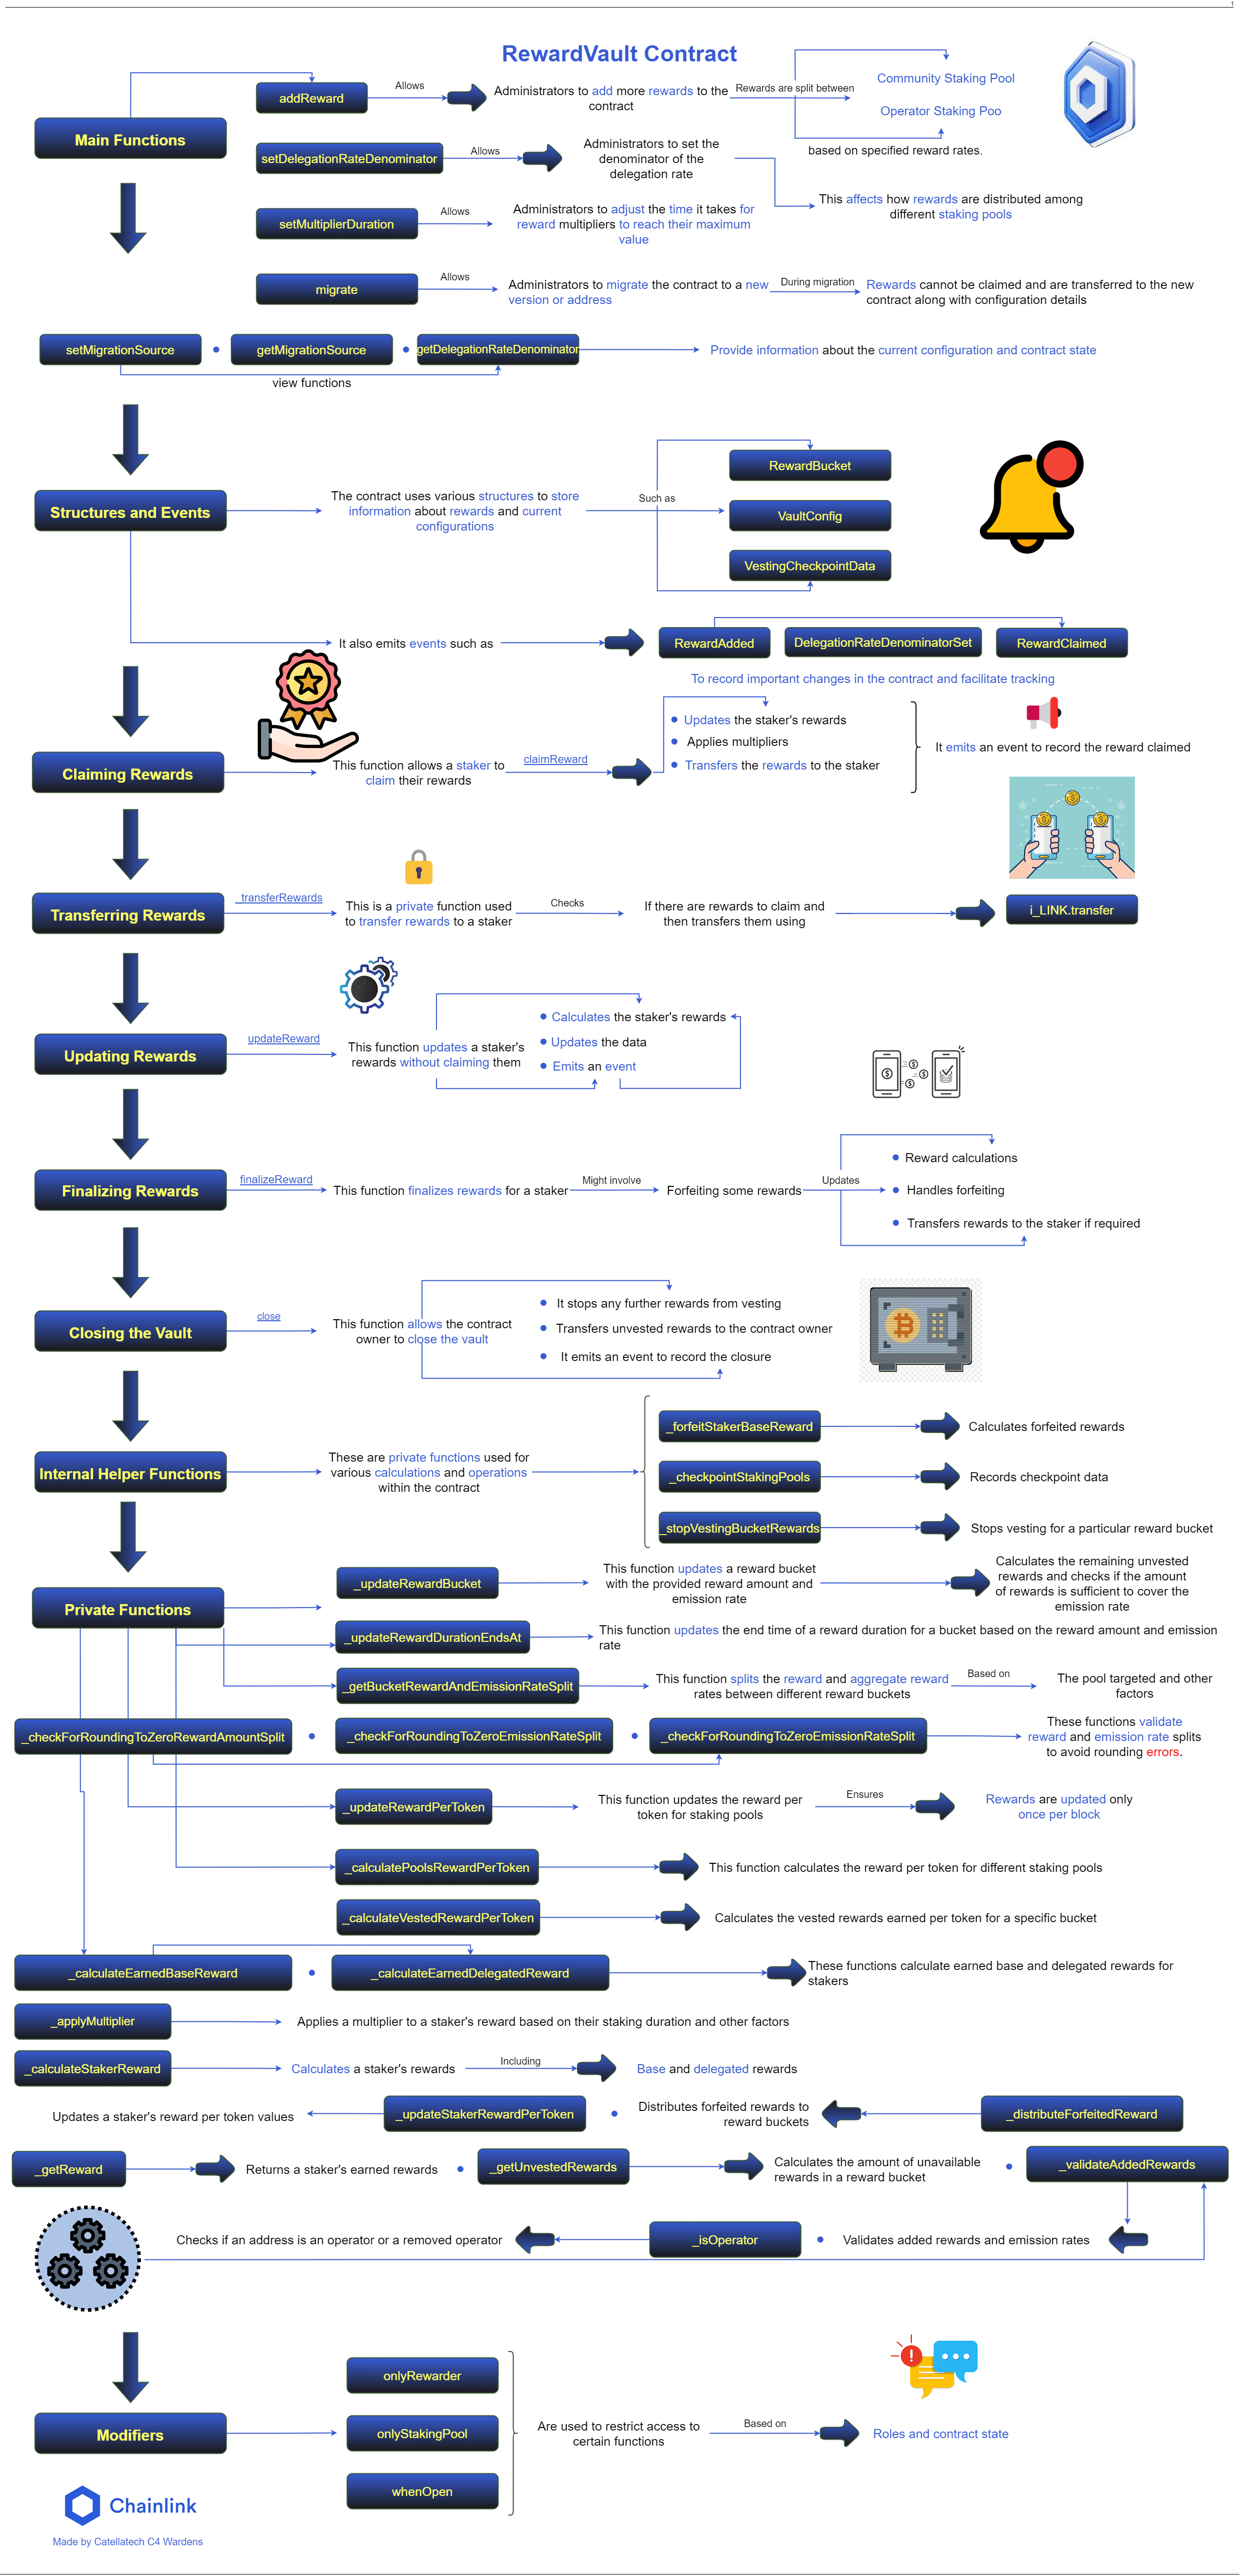 1
RewardVault Contract
Main Functions
addReward
Allows
Administrators to add more rewards to the
contract
Rewards are split between
Community Staking Pool
Operator Staking Poo
based on specified reward rates.
setDelegationRateDenominator
Allows
Administrators to set the
denominator of the
delegation rate
This affects how rewards are distributed among
different staking pools
setMultiplierDuration
Allows
Administrators to adjust the time it takes for
reward multipliers to reach their maximum
value
migrate
Allows
Administrators to migrate the contract to a new
version or address
During migration
Rewards cannot be claimed and are transferred to the new
contract along with configuration details
setMigrationSource
getMigrationSource
getDelegationRateDenominator
Provide information about the current configuration and contract state
view functions
Structures and Events
The contract uses various structures to store
information about rewards and current
configurations
Such as
RewardBucket
VaultConfig
VestingCheckpointData
It also emits events such as
RewardAdded
DelegationRateDenominatorSet
RewardClaimed
To record important changes in the contract and facilitate tracking
Claiming Rewards
This function allows a staker to
claim their rewards
claimReward
Updates the staker's rewards
Applies multipliers
Transfers the rewards to the staker
It emits an event to record the reward claimed
Transferring Rewards
_transferRewards
This is a private function used
to transfer rewards to a staker
Checks
If there are rewards to claim and
then transfers them using
i_LINK.transfer
Updating Rewards
updateReward
This function updates a staker's
rewards without claiming them
Calculates the staker's rewards
Updates the data
Emits an event
Finalizing Rewards
finalizeReward
This function finalizes rewards for a staker
Might involve
Forfeiting some rewards
Updates
Reward calculations
Handles forfeiting
Transfers rewards to the staker if required
Closing the Vault
close
This function allows the contract
owner to close the vault
It stops any further rewards from vesting
Transfers unvested rewards to the contract owner
It emits an event to record the closure
Internal Helper Functions
These are private functions used for
various calculations and operations
within the contract
_forfeitStakerBaseReward
Calculates forfeited rewards
_checkpointStakingPools
Records checkpoint data
_stopVestingBucketRewards
Stops vesting for a particular reward bucket
Private Functions
_updateRewardBucket
This function updates a reward bucket
with the provided reward amount and
emission rate
Calculates the remaining unvested
rewards and checks if the amount
of rewards is sufficient to cover the
emission rate
_updateRewardDurationEndsAt
This function updates the end time of a reward duration for a bucket based on the reward amount and emission
rate
_getBucketRewardAndEmissionRateSplit
This function splits the reward and aggregate reward
rates between different reward buckets
Based on
The pool targeted and other
factors
_checkForRoundingToZeroRewardAmountSplit
_checkForRoundingToZeroEmissionRateSplit
_checkForRoundingToZeroEmissionRateSplit
These functions validate
reward and emission rate splits
to avoid rounding errors.
_updateRewardPerToken
This function updates the reward per
token for staking pools
Ensures
Rewards are updated only
once per block
_calculatePoolsRewardPerToken
This function calculates the reward per token for different staking pools
_calculateVestedRewardPerToken
Calculates the vested rewards earned per token for a specific bucket
_calculateEarnedBaseReward
_calculateEarnedDelegatedReward
These functions calculate earned base and delegated rewards for
stakers
_applyMultiplier
Applies a multiplier to a staker's reward based on their staking duration and other factors
_calculateStakerReward
Calculates a staker's rewards
Including
Base and delegated rewards
Updates a staker's reward per token values
_updateStakerRewardPerToken
Distributes forfeited rewards to
reward buckets
_distributeForfeitedReward
_getReward
Returns a staker's earned rewards
_getUnvestedRewards
Calculates the amount of unavailable
rewards in a reward bucket
_validateAddedRewards
Checks if an address is an operator or a removed operator
_isOperator
Validates added rewards and emission rates
Modifiers
onlyRewarder
onlyStakingPool
whenOpen
Are used to restrict access to
certain functions
Based on
Roles and contract state
Chainlink
Made by Catellatech C4 Wardens